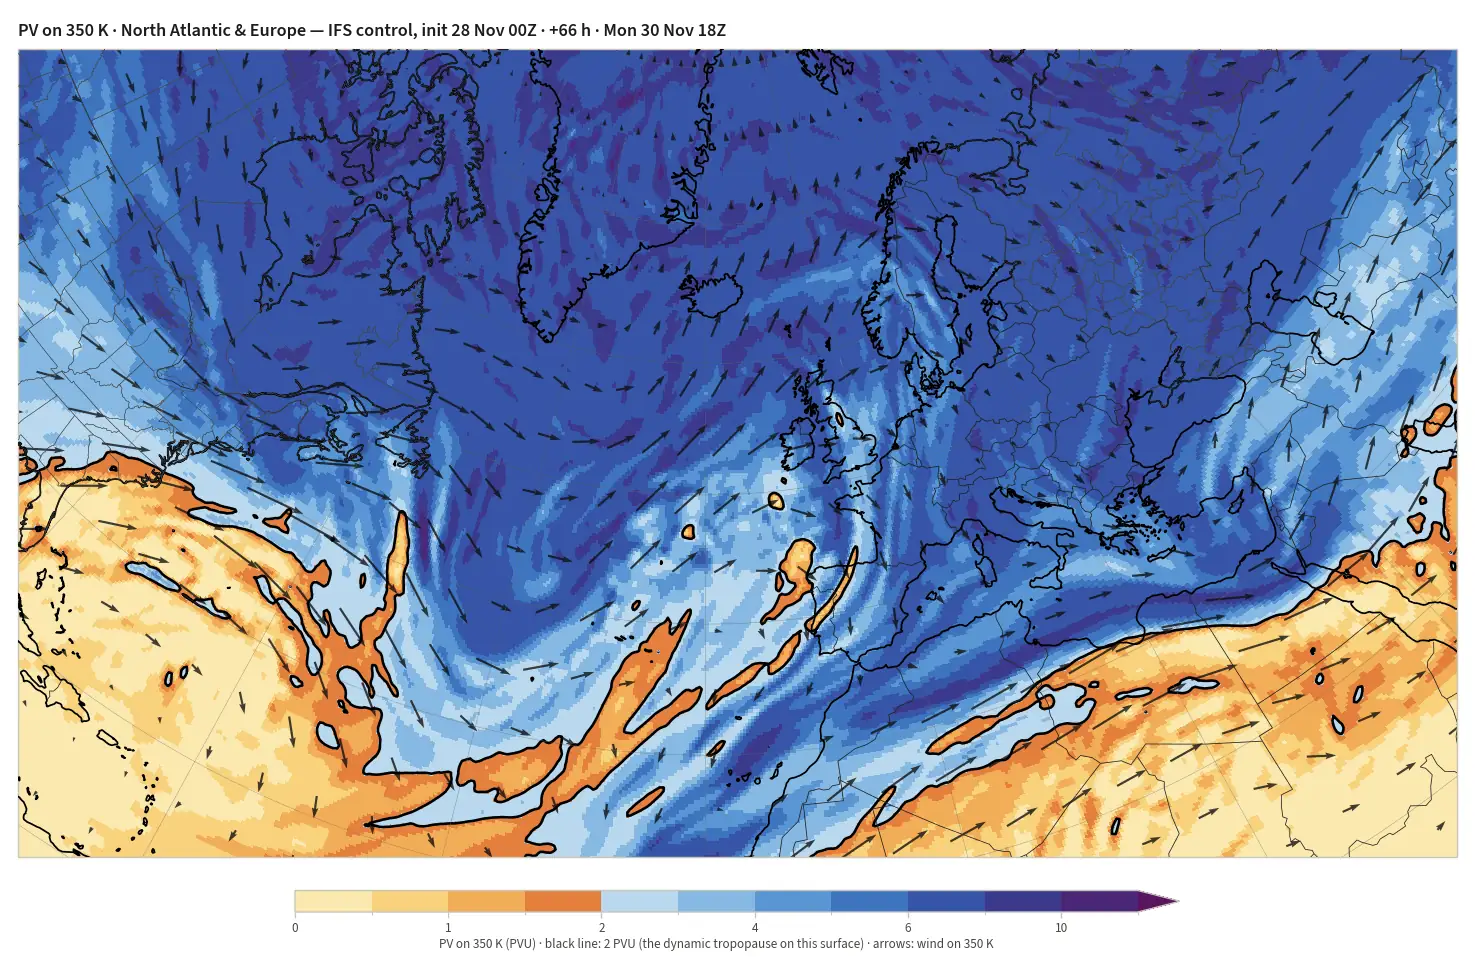 PV on 350 K · North Atlantic & Europe — IFS control, init 28 Nov 00Z · +66 h · Mon 30 Nov 18Z
0 1 2 4 6 10
PV on 350 K (PVU) · black line: 2 PVU (the dynamic tropopause on this surface) · arrows: wind on 350 K